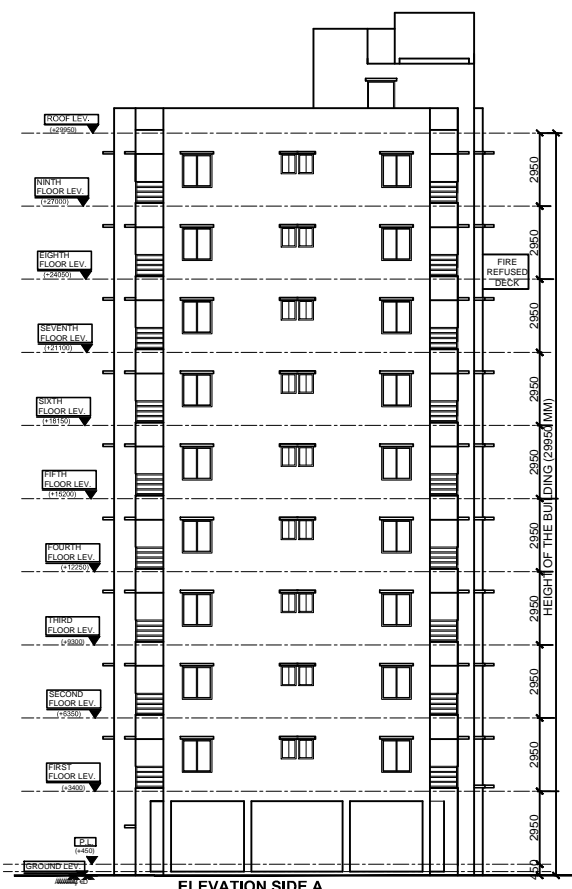 ROOF LEV.
(+29950)
NINTH
FLOOR LEV.
(+27000)
EIGHTH
FLOOR LEV.
(+24050)
SEVENTH
FLOOR LEV.
(+21100)
SIXTH
FLOOR LEV.
(+18150)
FIFTH
FLOOR LEV.
(+15200)
FOURTH
FLOOR LEV.
(+12250)
THIRD
FLOOR LEV.
(+9300)
SECOND
FLOOR LEV.
(+6350)
FIRST
FLOOR LEV.
(+3400)
P.L.
(+450)
GROUND LEV.
FIRE
REFUSED
DECK
2950
2950
2950
2950
2950
2950
2950
2950
2950
2950
450
HEIGHT OF THE BUILDING (29950 MM)
ELEVATION SIDE A